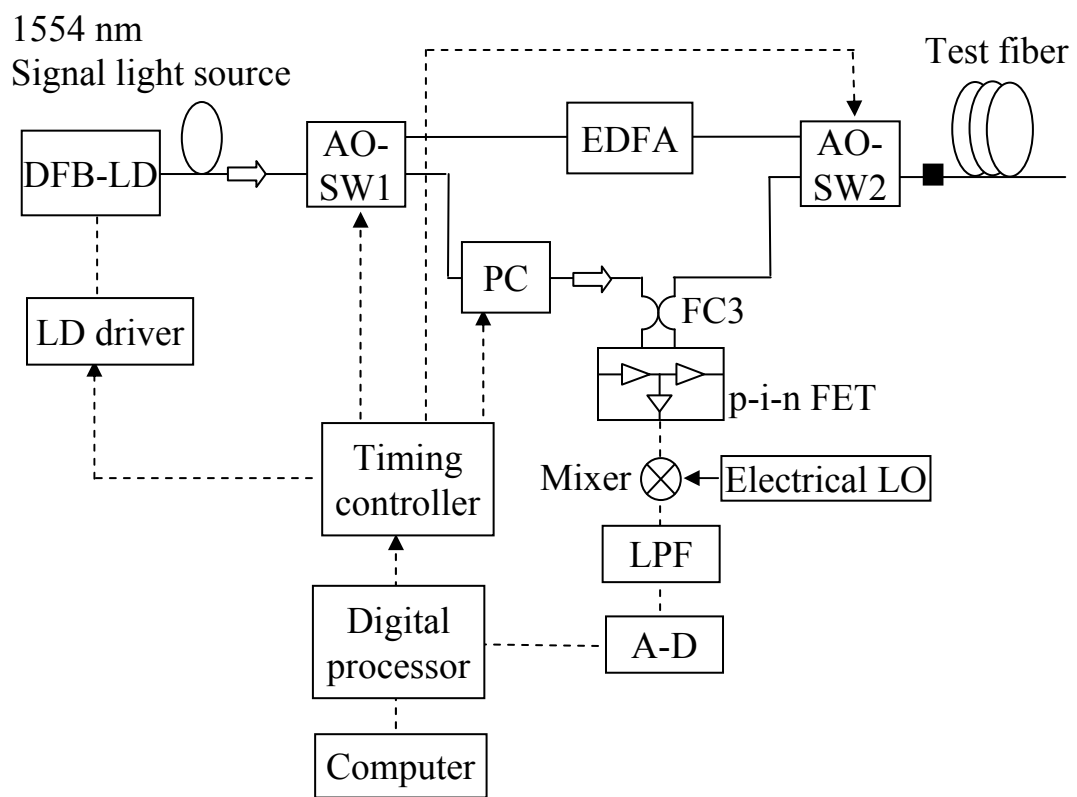 1554 nm
Signal light source
Test fiber
DFB-LD
AO-
SW1
EDFA
AO-
SW2
PC
FC3
LD driver
p-i-n FET
Timing
controller
Mixer
Electrical LO
LPF
Digital
processor
A-D
Computer